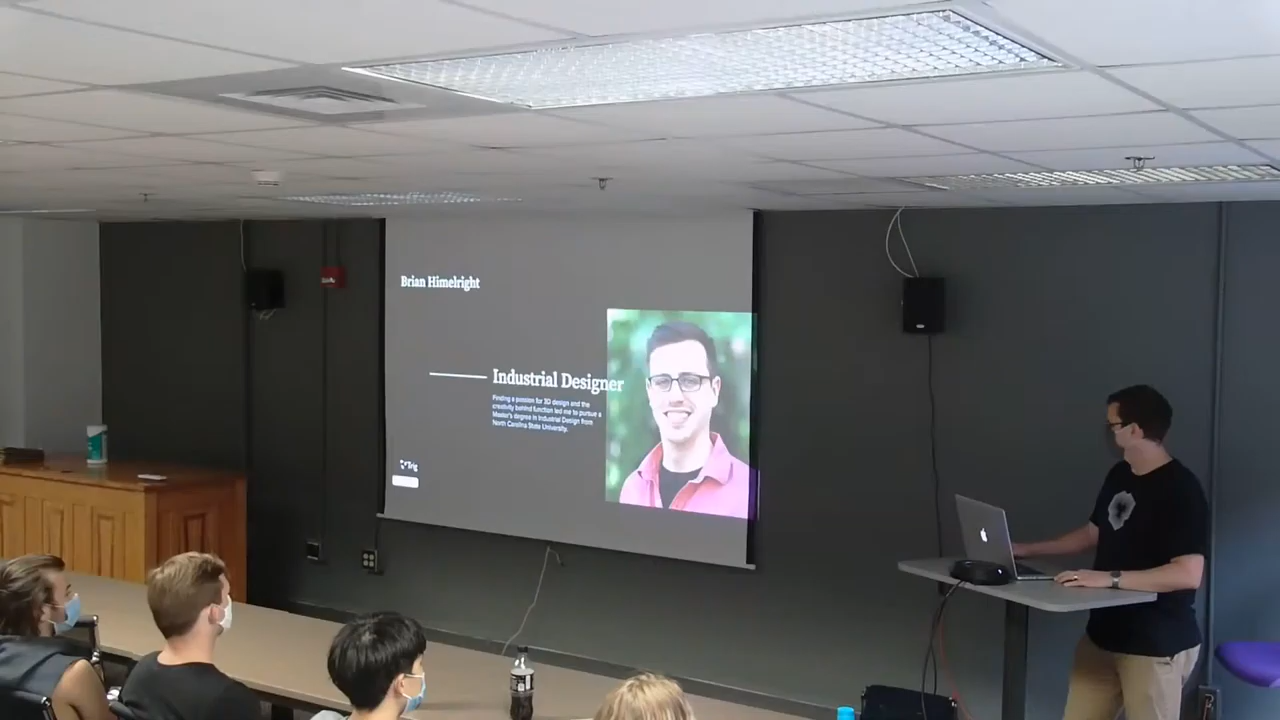 Brian Himelright
Industrial Designer
Finding a passion for 3D design and the
creativity behind function led me to pursue a
Master's degree in Industrial Design from
North Carolina State University.
Trig